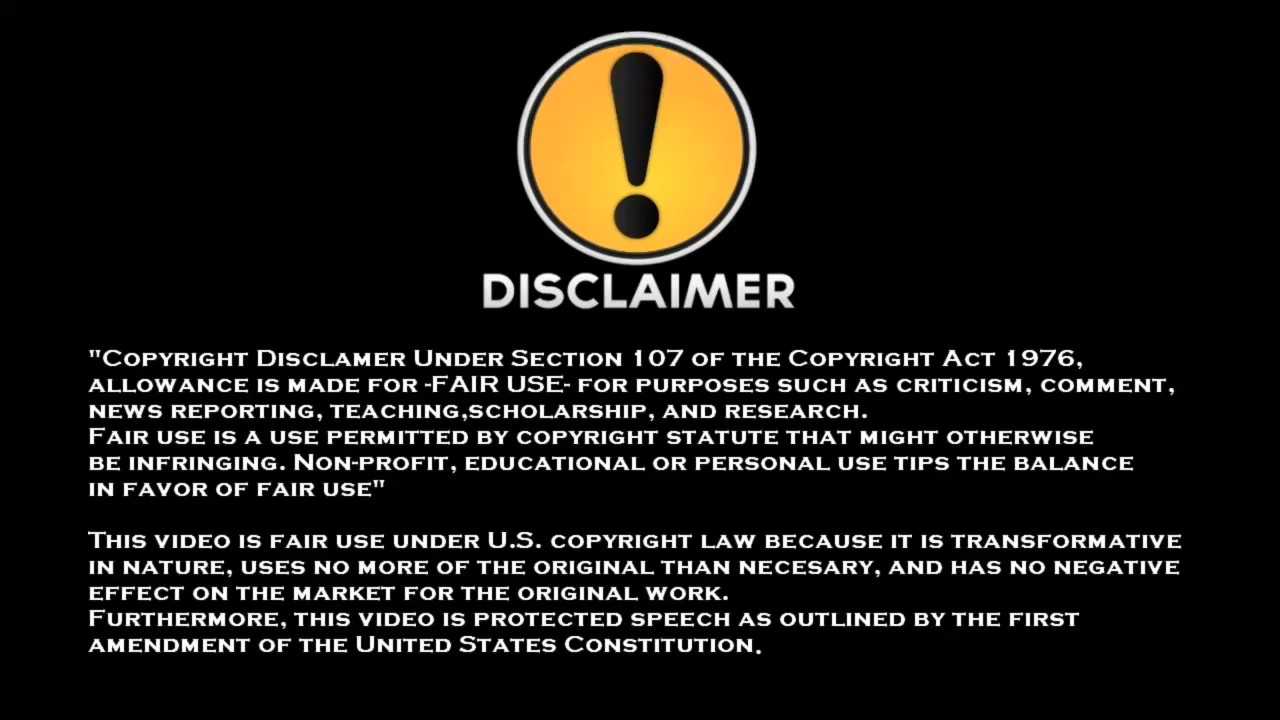 DISCLAIMER
"Copyright Disclamer Under Section 107 of the Copyright Act 1976,
allowance is made for -FAIR USE- for purposes such as criticism, comment,
news reporting, teaching,scholarship, and research.
Fair use is a use permitted by copyright statute that might otherwise
be infringing. Non-profit, educational or personal use tips the balance
in favor of fair use"
This video is fair use under U.S. copyright law because it is transformative
in nature, uses no more of the original than necesary, and has no negative
effect on the market for the original work.
Furthermore, this video is protected speech as outlined by the first
amendment of the United States Constitution.